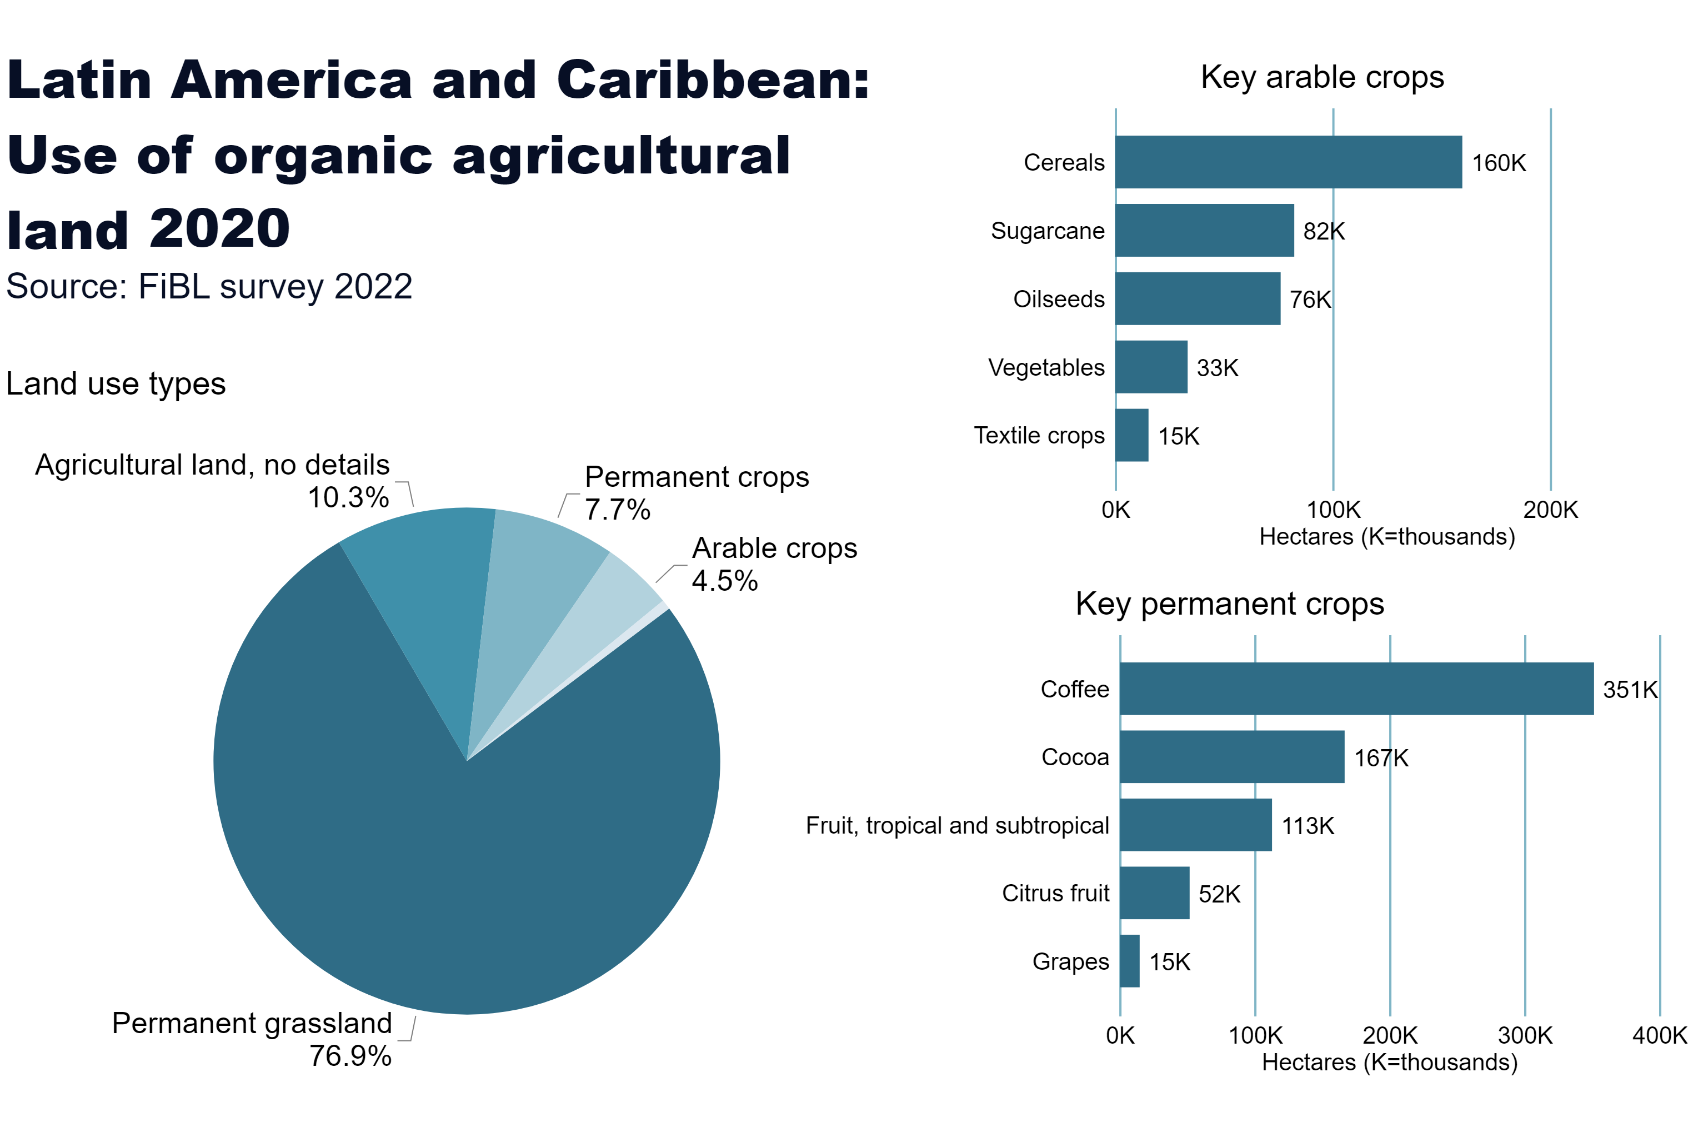 Latin America and Caribbean:
Use of organic agricultural
land 2020
Source: FiBL survey 2022
Land use types
Agricultural land, no details
10.3%
Permanent crops
7.7%
Arable crops
4.5%
Permanent grassland
76.9%
Key arable crops
Cereals 160K
Sugarcane 82K
Oilseeds 76K
Vegetables 33K
Textile crops 15K
0K 100K 200K
Hectares (K=thousands)
Key permanent crops
Coffee 351K
Cocoa 167K
Fruit, tropical and subtropical 113K
Citrus fruit 52K
Grapes 15K
0K 100K 200K 300K 400K
Hectares (K=thousands)